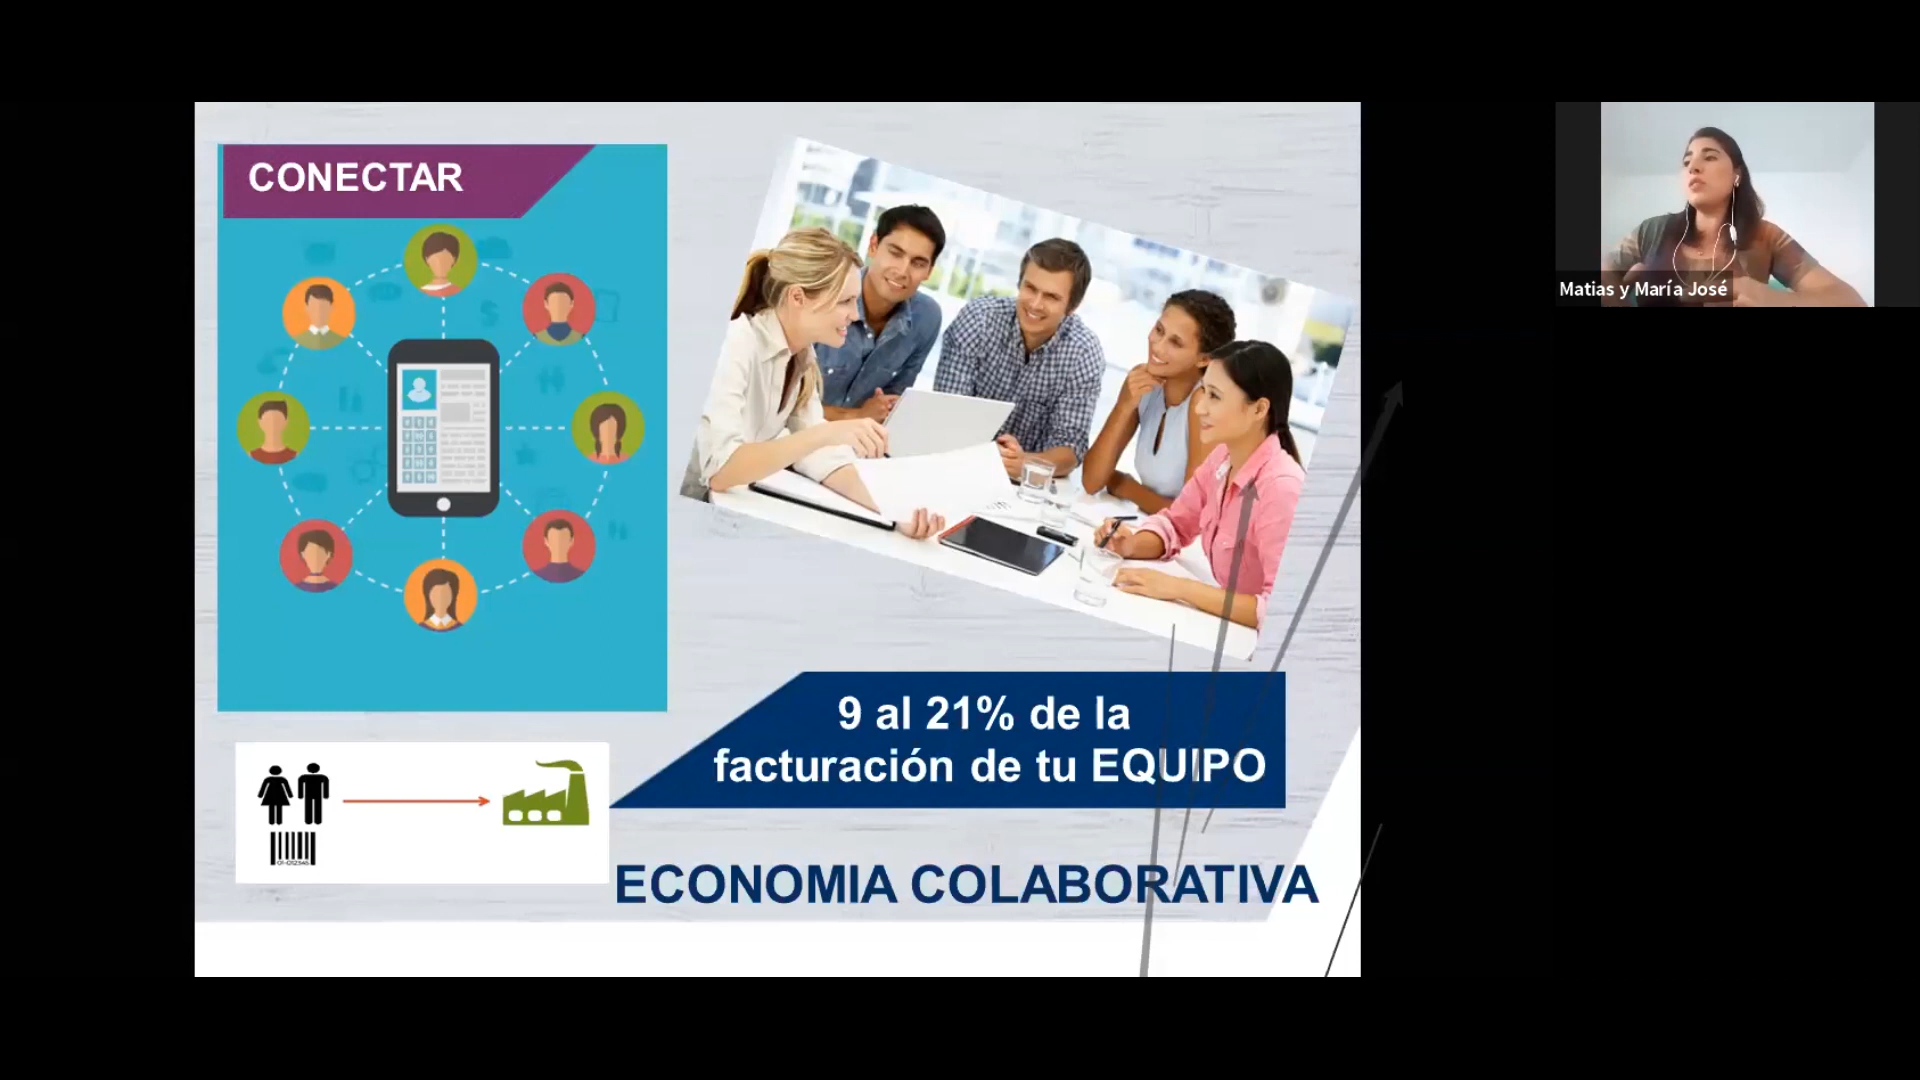 CONECTAR
Matias y María José
9 al 21% de la
facturación de tu EQUIPO
ECONOMIA COLABORATIVA